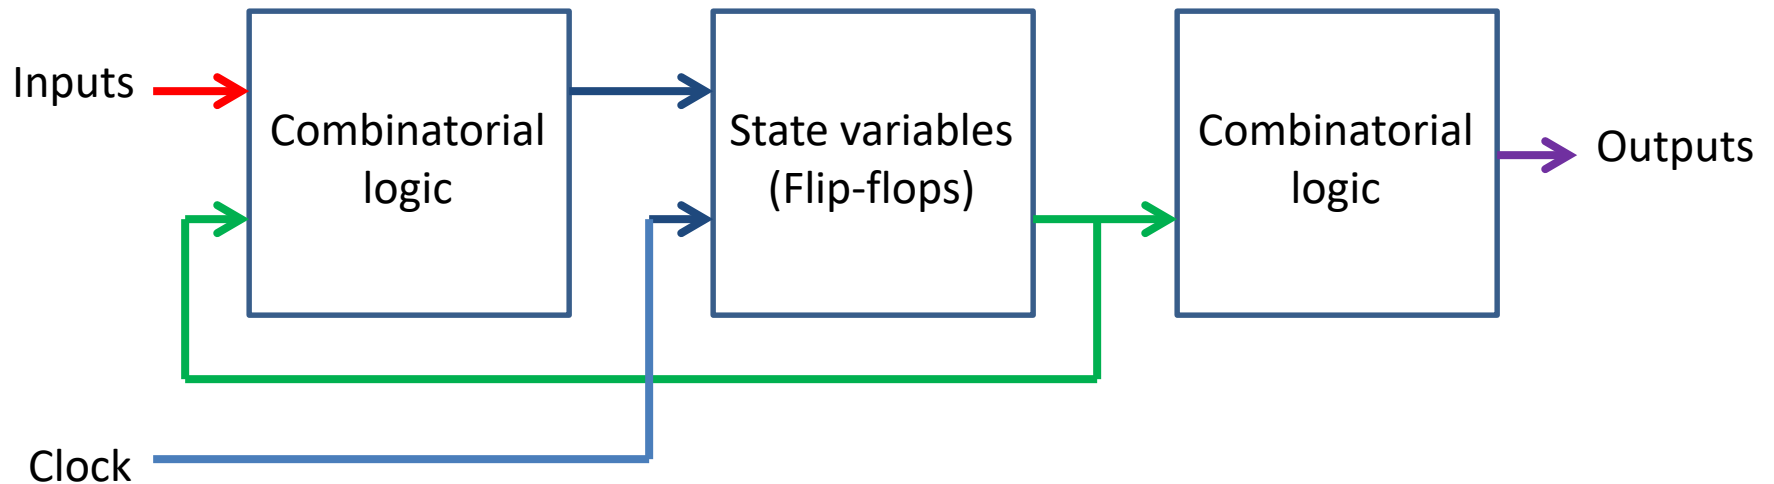 Inputs
Combinatorial
logic
State variables
(Flip-flops)
Combinatorial
logic
Outputs
Clock